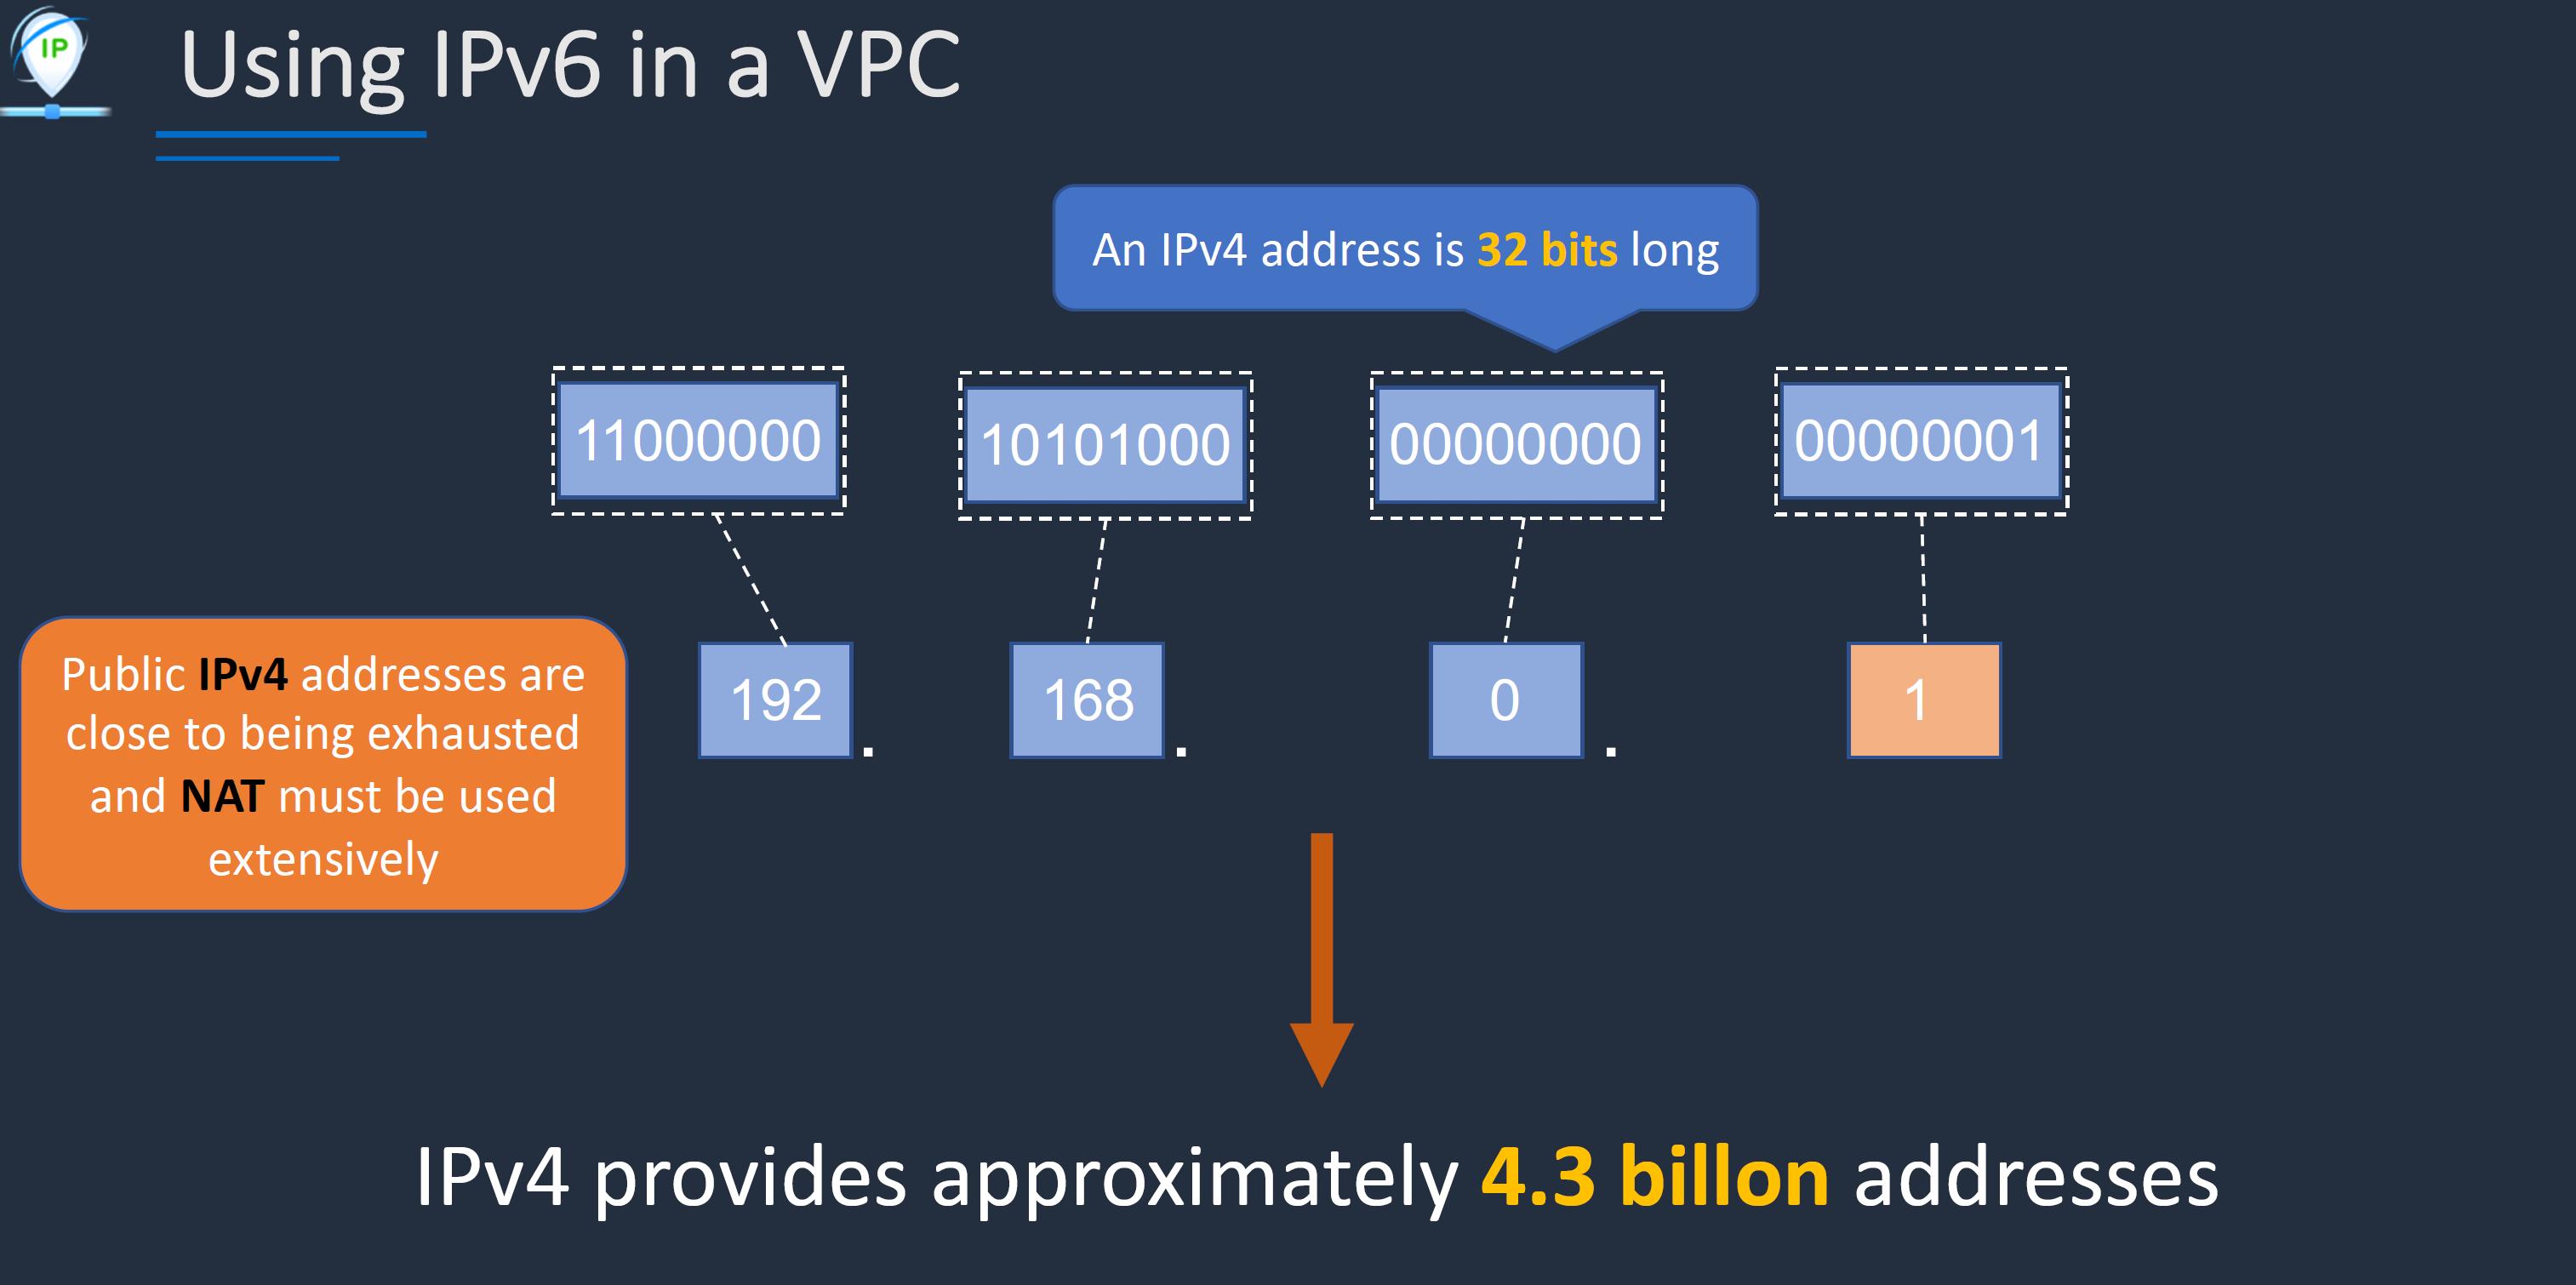 IP
Using IPv6 in a VPC
An IPv4 address is 32 bits long
11000000 10101000 00000000 00000001
192 . 168 . 0 . 1
Public IPv4 addresses are
close to being exhausted
and NAT must be used
extensively
IPv4 provides approximately 4.3 billon addresses